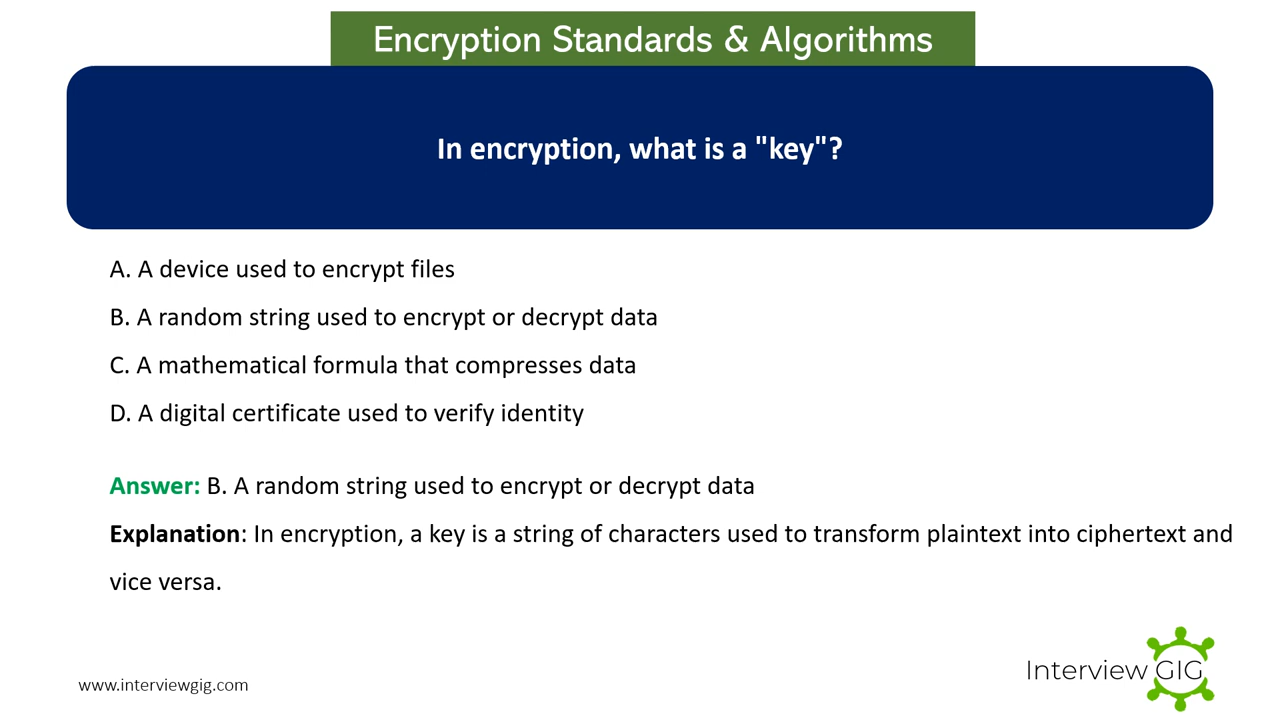 Encryption Standards & Algorithms
In encryption, what is a "key"?
A. A device used to encrypt files
B. A random string used to encrypt or decrypt data
C. A mathematical formula that compresses data
D. A digital certificate used to verify identity
Answer: B. A random string used to encrypt or decrypt data
Explanation: In encryption, a key is a string of characters used to transform plaintext into ciphertext and
vice versa.
www.interviewgig.com
Interview GIG